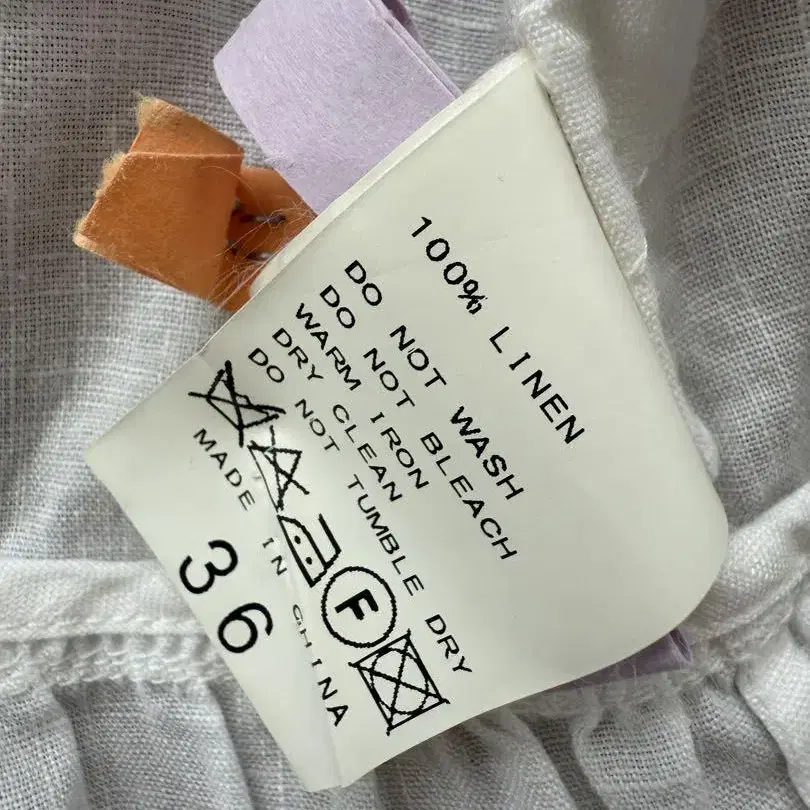 100% LINEN
DO NOT WASH
DO NOT BLEACH
WARM IRON
DRY CLEAN
DO NOT TUMBLE DRY
F
MADE IN CHINA
36